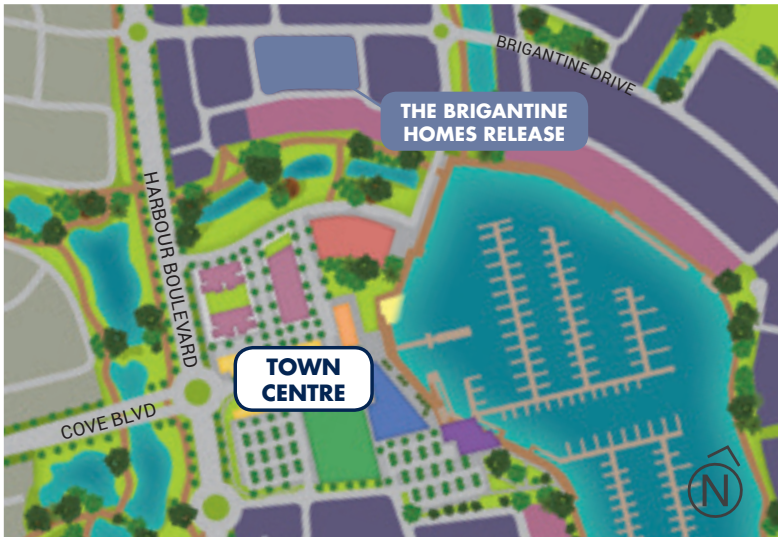 BRIGANTINE DRIVE
THE BRIGANTINE
HOMES RELEASE
HARBOUR BOULEVARD
TOWN
CENTRE
COVE BLVD
N